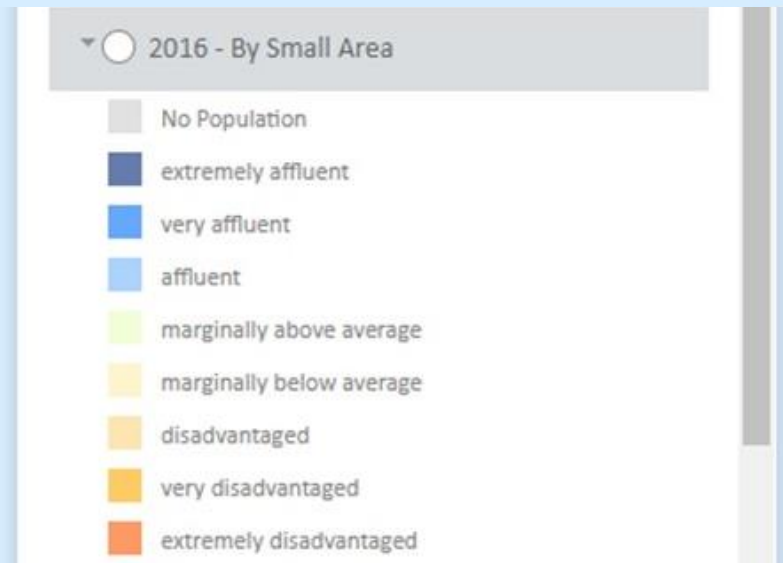 2016 - By Small Area
No Population
extremely affluent
very affluent
affluent
marginally above average
marginally below average
disadvantaged
very disadvantaged
extremely disadvantaged